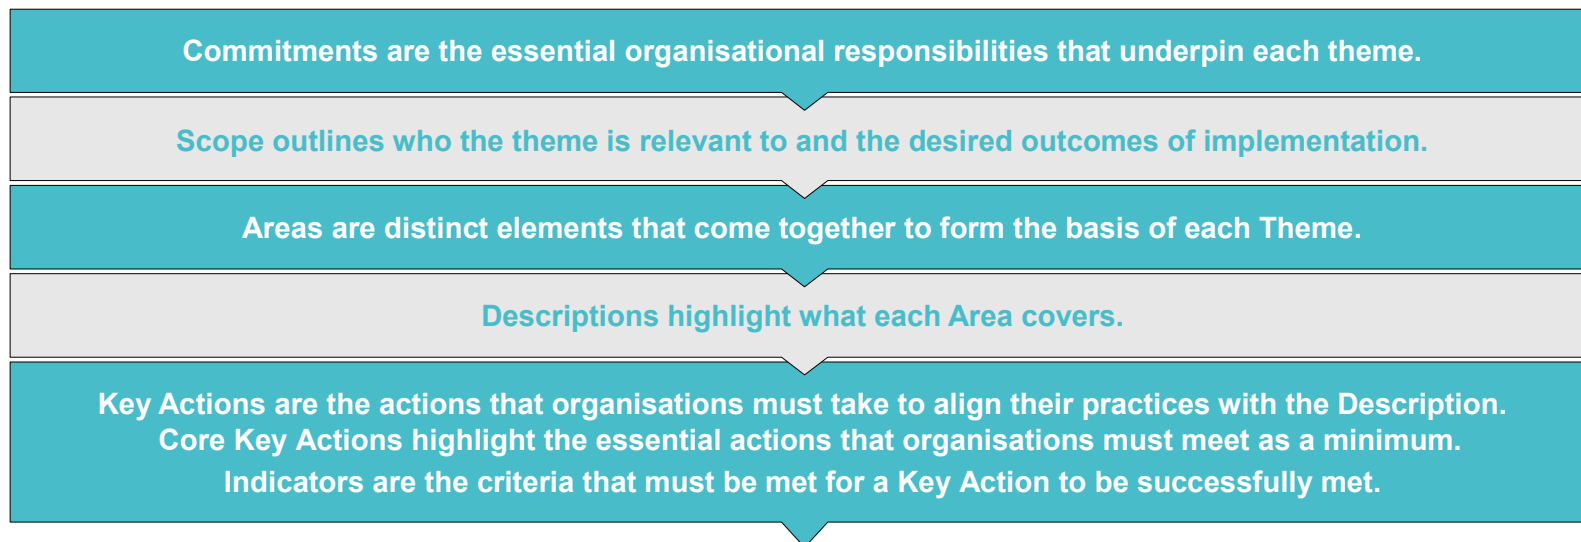 Commitments are the essential organisational responsibilities that underpin each theme.
Scope outlines who the theme is relevant to and the desired outcomes of implementation.
Areas are distinct elements that come together to form the basis of each Theme.
Descriptions highlight what each Area covers.
Key Actions are the actions that organisations must take to align their practices with the Description.
Core Key Actions highlight the essential actions that organisations must meet as a minimum.
Indicators are the criteria that must be met for a Key Action to be successfully met.